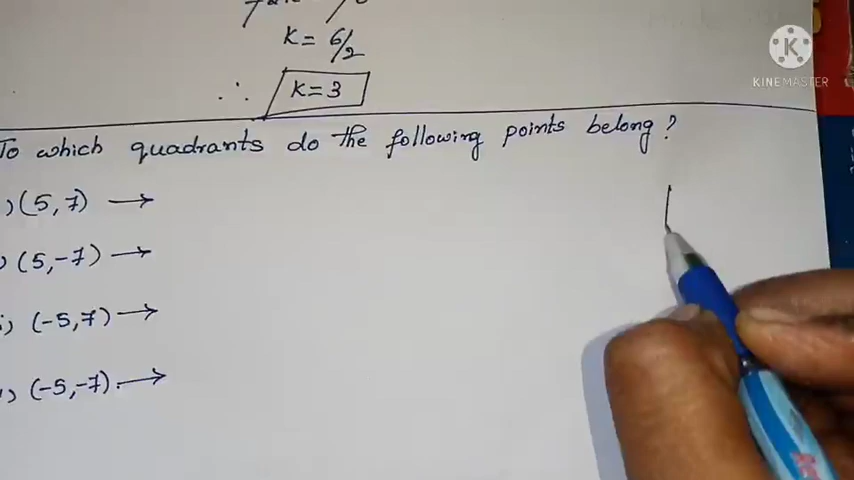 K= 6/2
∴ K=3
KINEMASTER
To which quadrants do the following points belong?
) (5, 7) →
) (5, -7) →
) (-5, 7) →
) (-5, -7) →